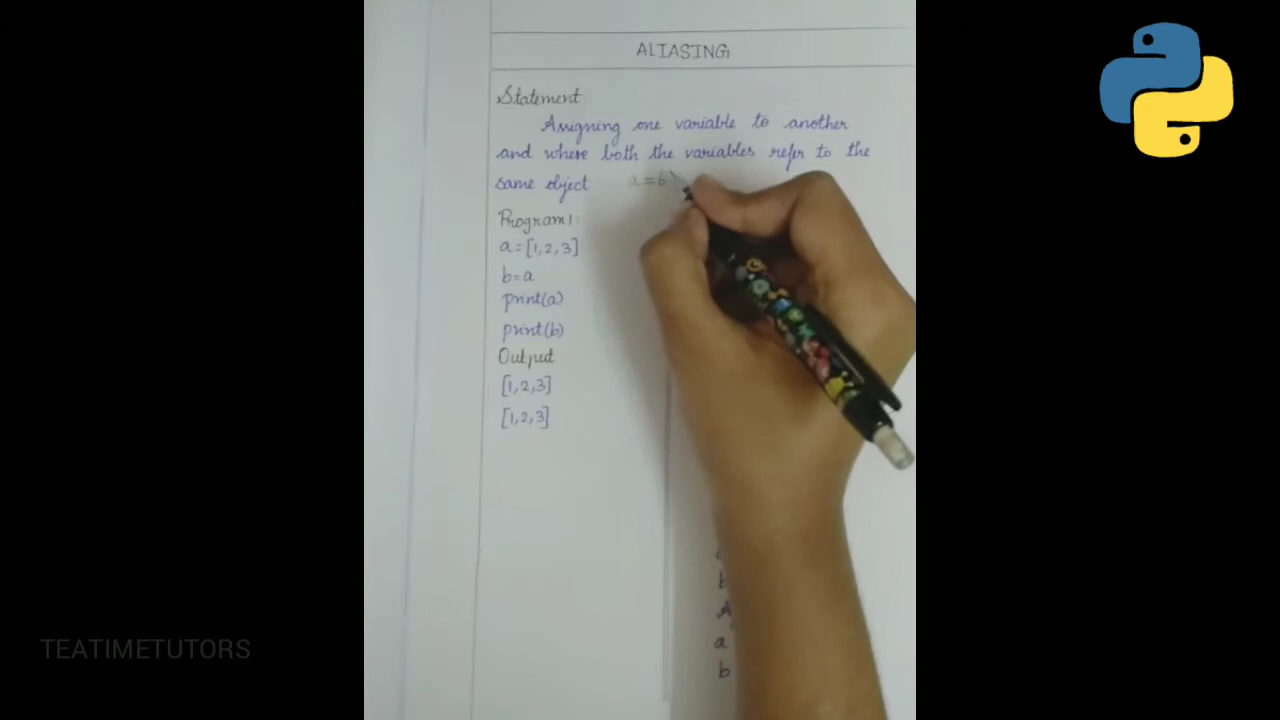 ALIASING
Statement
Assigning one variable to another
and where both the variables refer to the
same object a=b
Program 1:
a=[1,2,3]
b=a
print(a)
print(b)
Output
[1,2,3]
[1,2,3]
b
A
a
b
TEATIMETUTORS